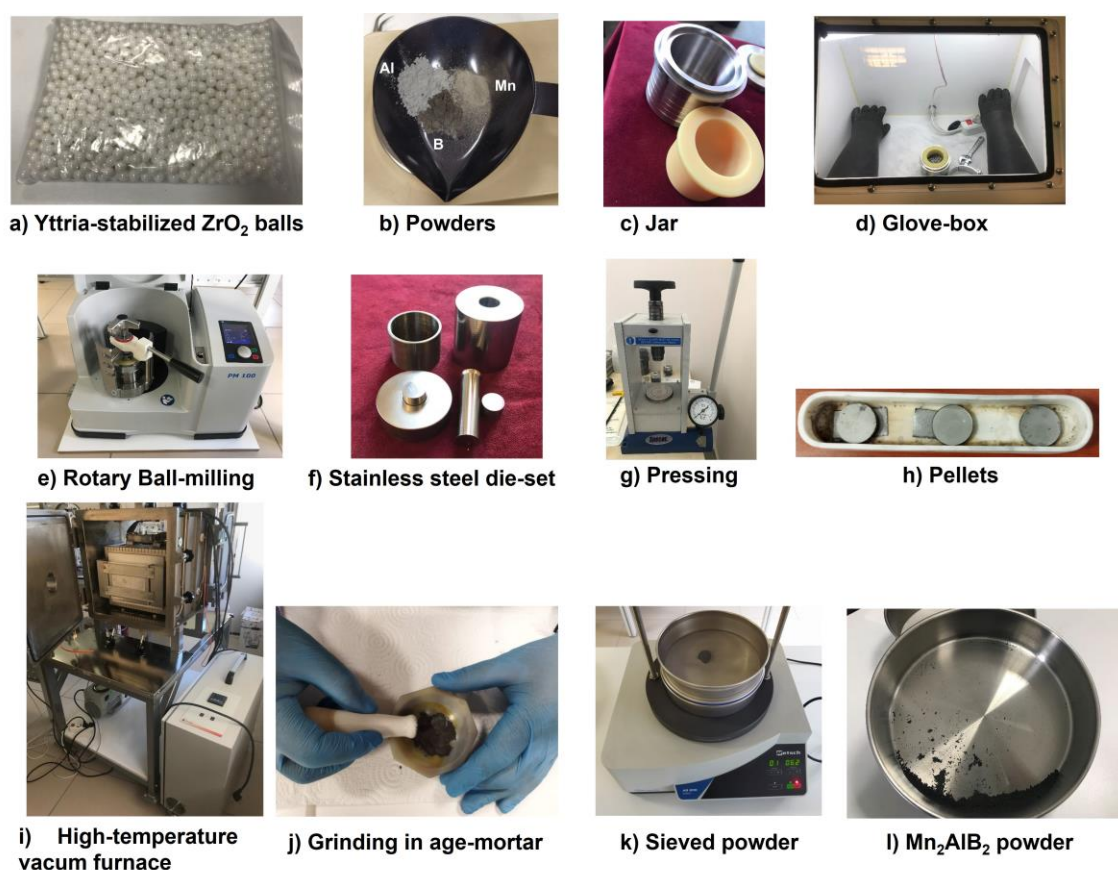 Al
Mn
B
a) Yttria-stabilized ZrO₂ balls
b) Powders
c) Jar
d) Glove-box
PM 100
e) Rotary Ball-milling
f) Stainless steel die-set
g) Pressing
h) Pellets
Retsch
i) High-temperature
vacum furnace
j) Grinding in age-mortar
k) Sieved powder
l) Mn₂AlB₂ powder